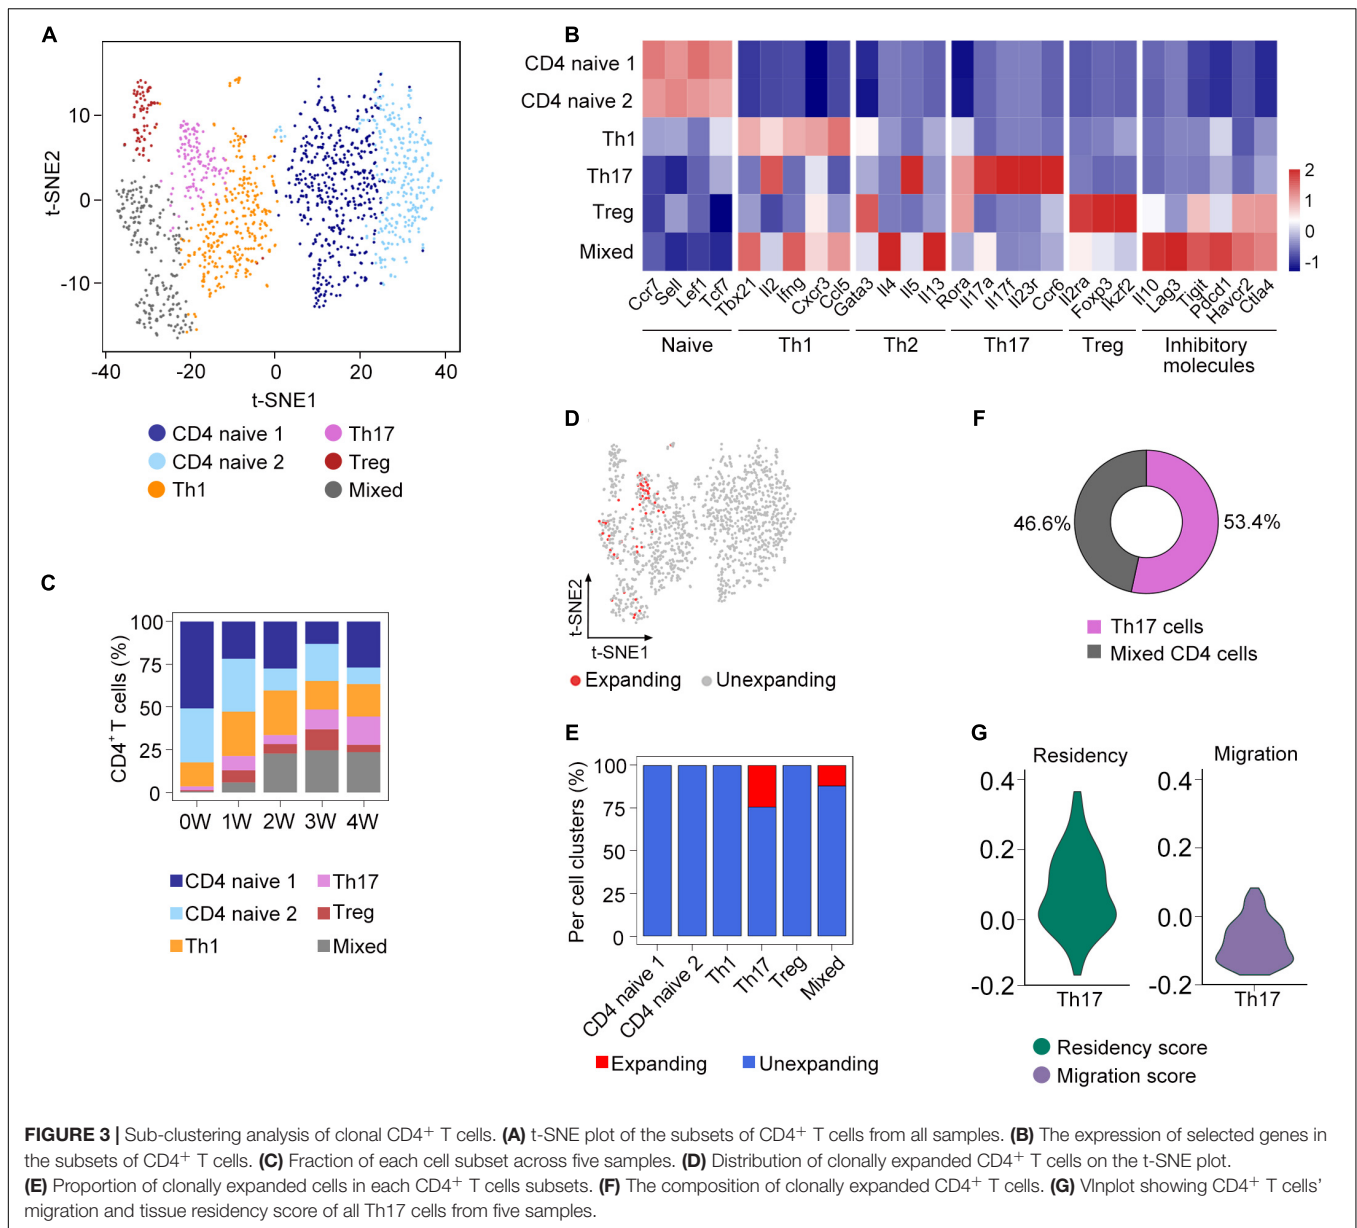 A
t-SNE2
10
0
-10
-40 -20 0 20 40
t-SNE1
CD4 naive 1
CD4 naive 2
Th1
Th17
Treg
Mixed
B
CD4 naive 1
CD4 naive 2
Th1
Th17
Treg
Mixed
2
1
0
-1
Ccr7 Sell Lef1 Tcf7 Tbx21 Il2 Ifng Cxcr3 Ccl5 Gata3 Il4 Il5 Il13 Rora Il17a Il17f Il23r Ccr6 Il2ra Foxp3 Ikzf2 Il10 Lag3 Tigit Pdcd1 Havcr2 Ctla4
Naive Th1 Th2 Th17 Treg Inhibitory
molecules
C
CD4+ T cells (%)
100
75
50
25
0
0W 1W 2W 3W 4W
CD4 naive 1
CD4 naive 2
Th1
Th17
Treg
Mixed
D
t-SNE2
t-SNE1
Expanding Unexpanding
E
Per cell clusters (%)
100
75
50
25
0
CD4 naive 1 CD4 naive 2 Th1 Th17 Treg Mixed
Expanding Unexpanding
F
46.6% 53.4%
Th17 cells
Mixed CD4 cells
G
Residency
0.4
0.2
0.0
-0.2
Th17
Migration
0.4
0.2
0.0
-0.2
Th17
Residency score
Migration score
FIGURE 3 | Sub-clustering analysis of clonal CD4+ T cells. (A) t-SNE plot of the subsets of CD4+ T cells from all samples. (B) The expression of selected genes in
the subsets of CD4+ T cells. (C) Fraction of each cell subset across five samples. (D) Distribution of clonally expanded CD4+ T cells on the t-SNE plot.
(E) Proportion of clonally expanded cells in each CD4+ T cells subsets. (F) The composition of clonally expanded CD4+ T cells. (G) Vlnplot showing CD4+ T cells'
migration and tissue residency score of all Th17 cells from five samples.